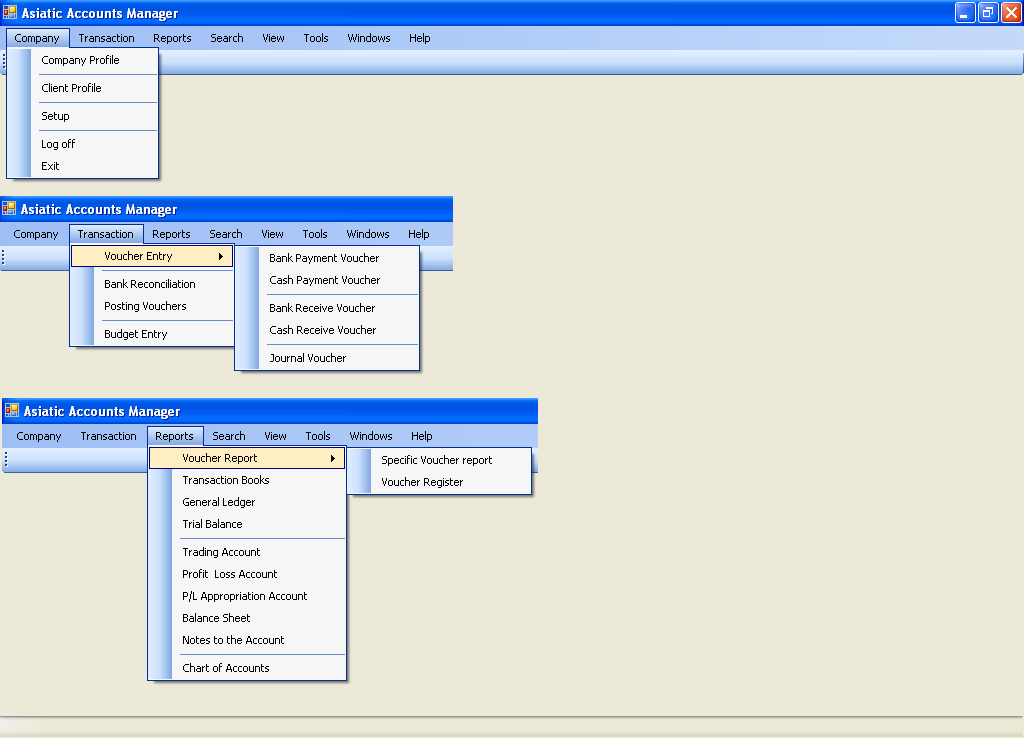 Asiatic Accounts Manager
Company Transaction Reports Search View Tools Windows Help
Company Profile
Client Profile
Setup
Log off
Exit
Asiatic Accounts Manager
Company Transaction Reports Search View Tools Windows Help
Voucher Entry
Bank Reconciliation
Posting Vouchers
Budget Entry
Bank Payment Voucher
Cash Payment Voucher
Bank Receive Voucher
Cash Receive Voucher
Journal Voucher
Asiatic Accounts Manager
Company Transaction Reports Search View Tools Windows Help
Voucher Report
Transaction Books
General Ledger
Trial Balance
Trading Account
Profit  Loss Account
P/L Appropriation Account
Balance Sheet
Notes to the Account
Chart of Accounts
Specific Voucher report
Voucher Register